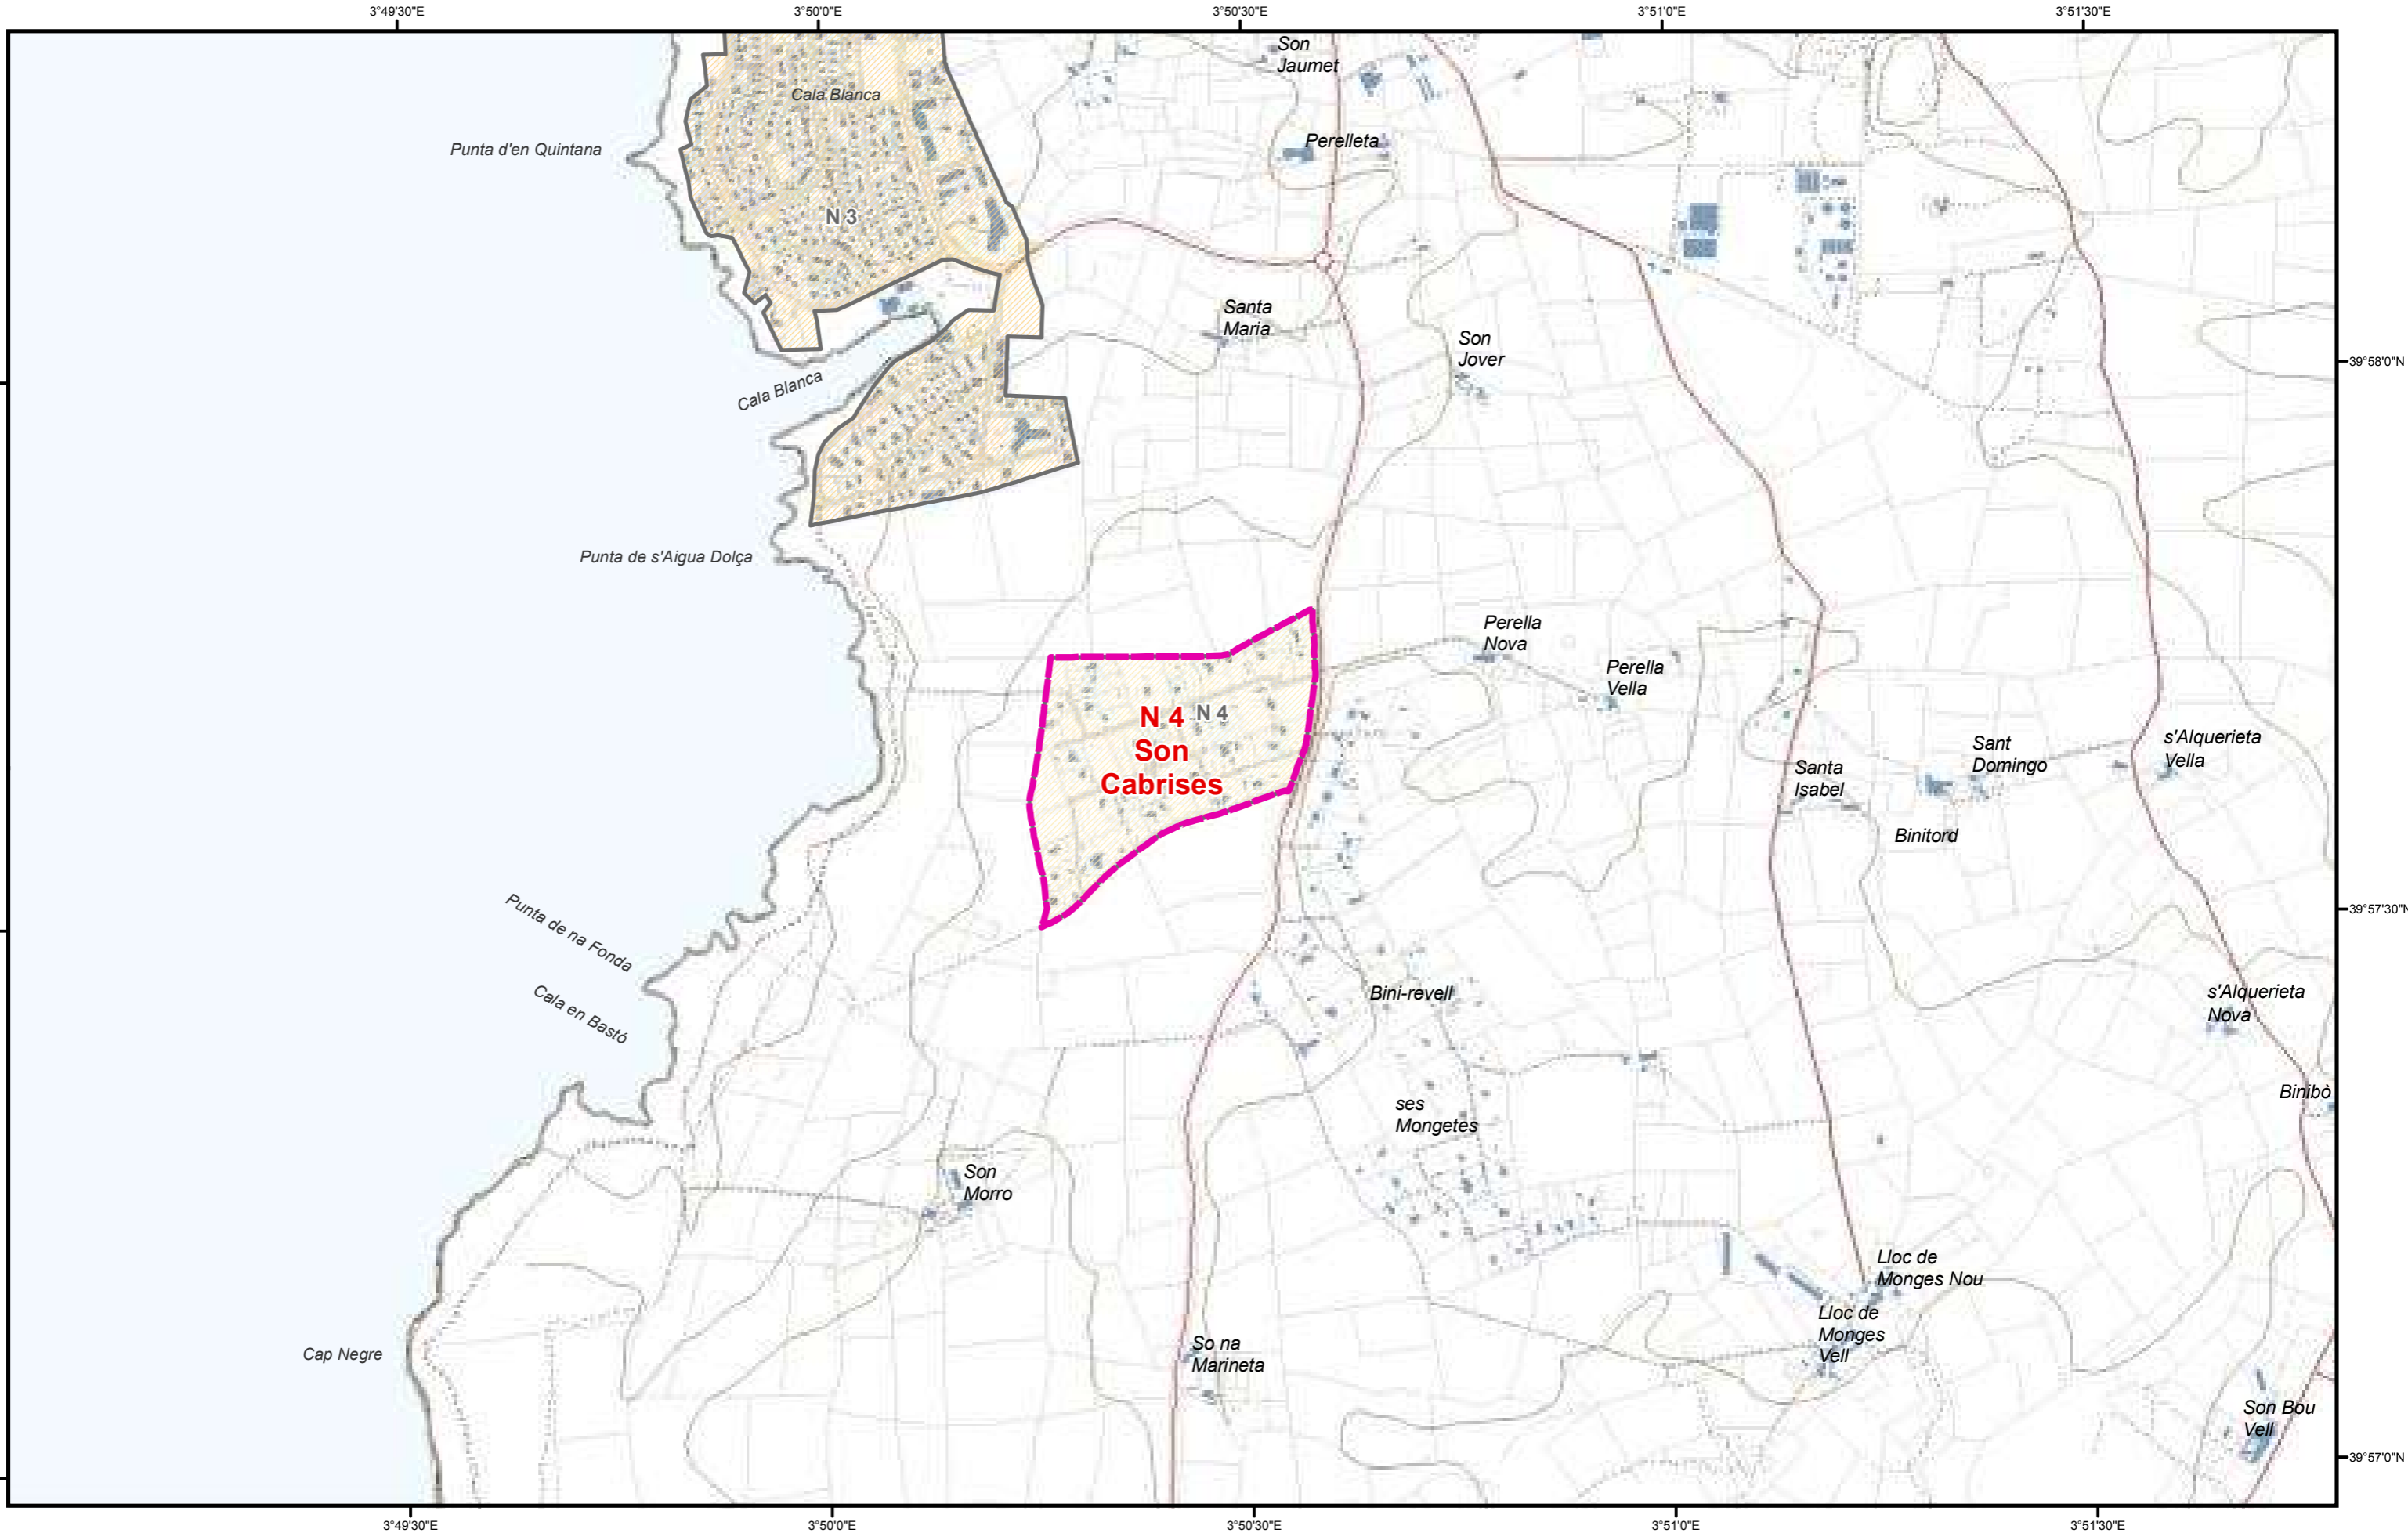 3°49'30"E
3°50'0"E
3°50'30"E
3°51'0"E
3°51'30"E
Son
Jaumet
Cala Blanca
Perelleta
Punta d'en Quintana
N 3
Santa
Maria
Son
Jover
39°58'0"N
Cala Blanca
Punta de s'Aigua Dolça
Perella
Nova
Perella
Vella
N 4
N 4
Son
Cabrises
Sant
Domingo
s'Alquerieta
Vella
Santa
Isabel
Binitord
39°57'30"N
Punta de na Fonda
Cala en Bastó
Bini-revell
s'Alquerieta
Nova
Binibò
ses
Mongetes
Son
Morro
Lloc de
Monges Nou
Lloc de
Monges
Vell
So na
Marineta
Cap Negre
Son Bou
Vell
39°57'0"N
3°49'30"E
3°50'0"E
3°50'30"E
3°51'0"E
3°51'30"E